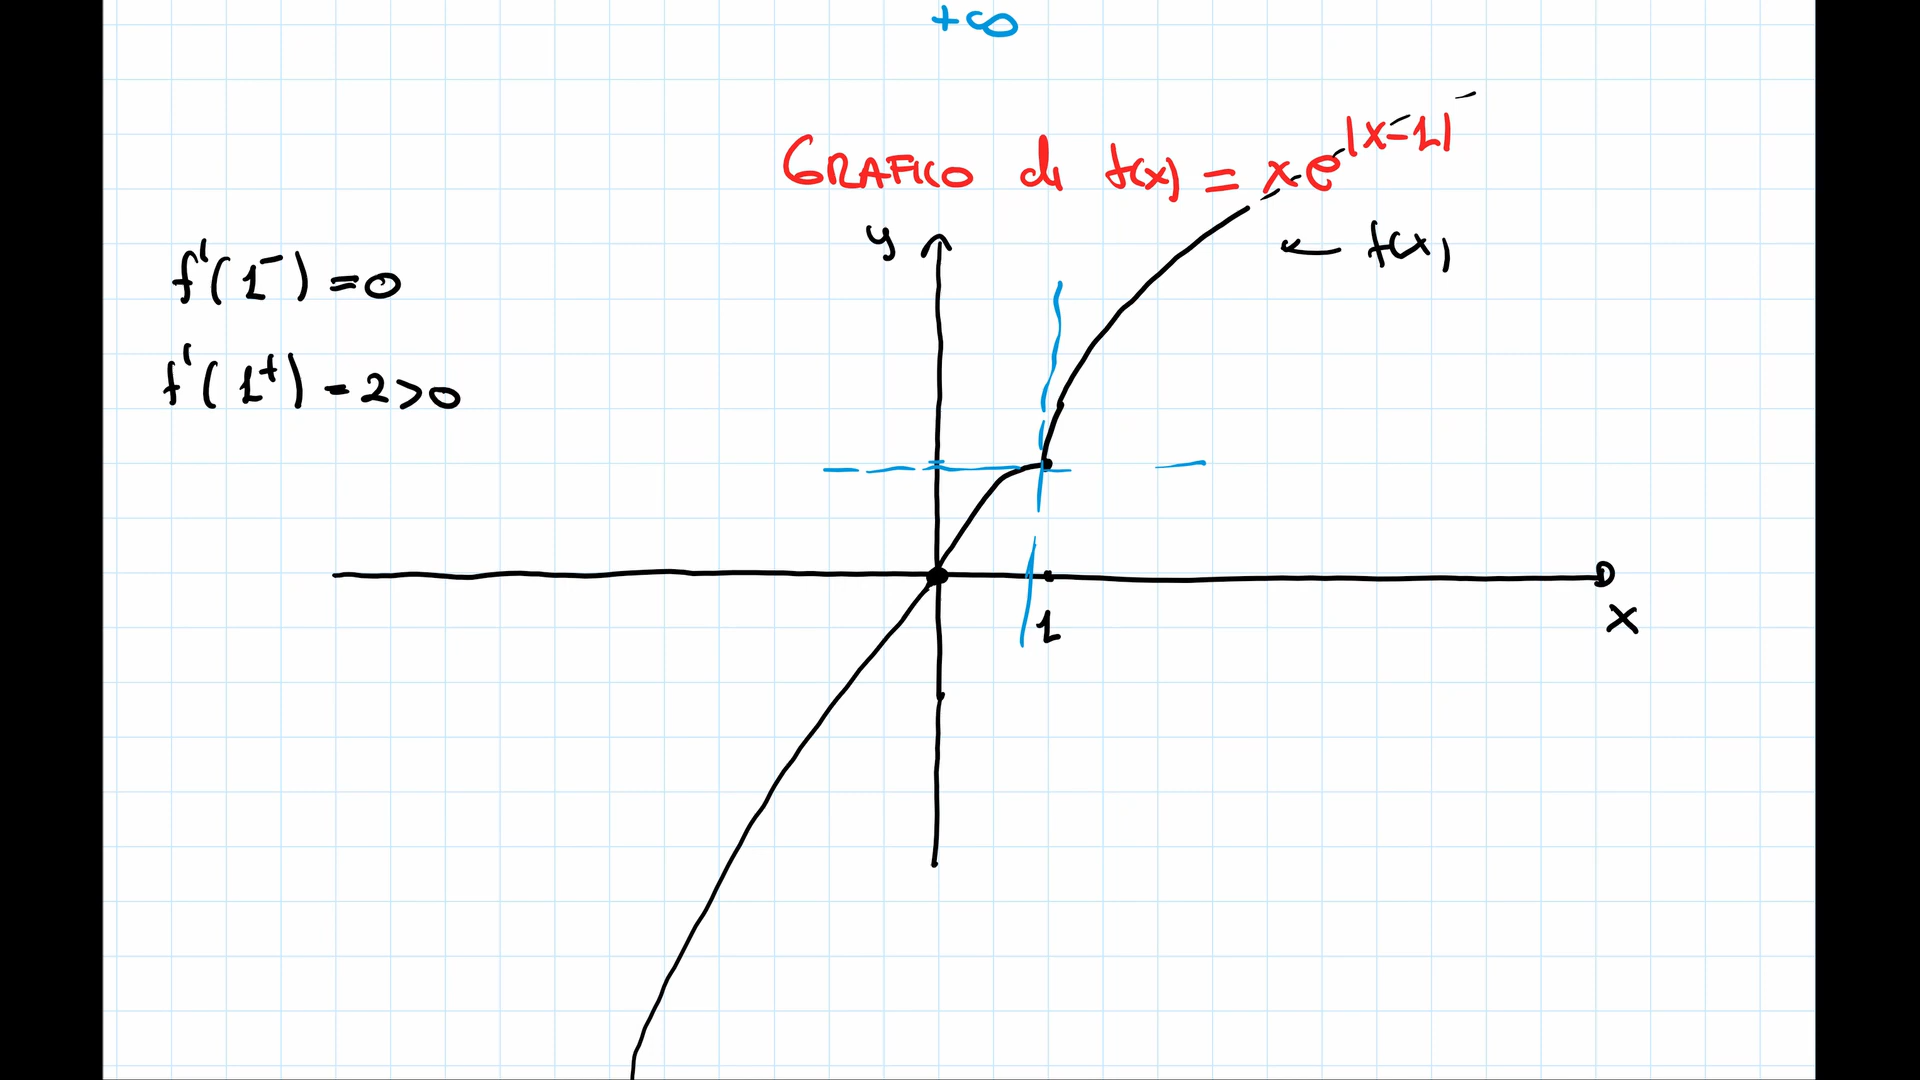 +∞
GRAFICO di f(x) = x·e^|x-1|
y
← f(x)
f'(1⁻) = 0
f'(1⁺) = 2 > 0
1
x